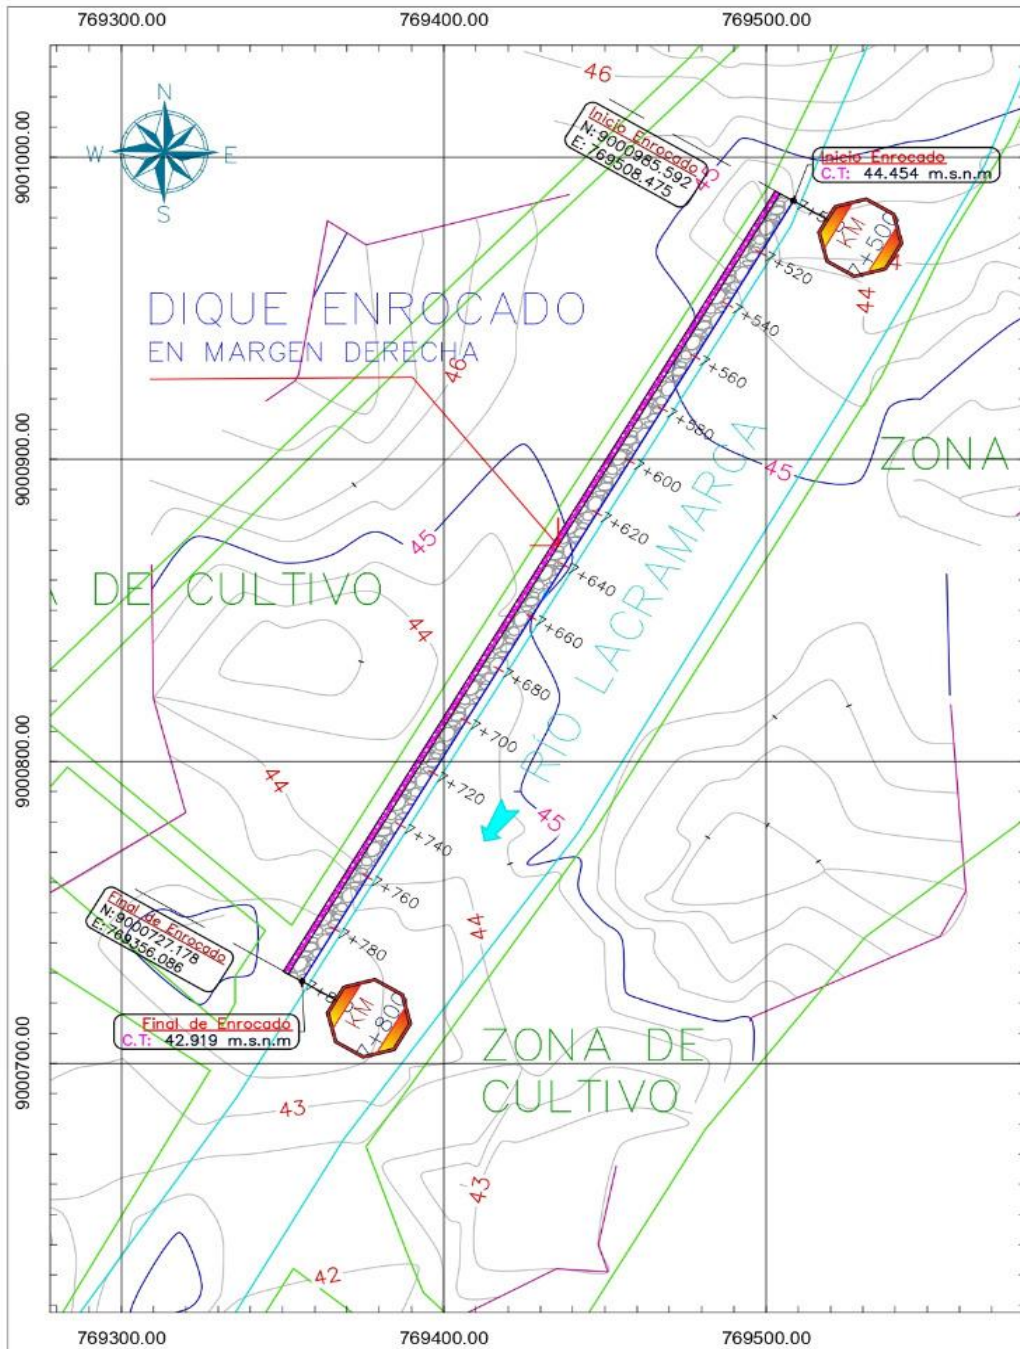 769300.00
769400.00
769500.00
9001000.00
9000900.00
9000800.00
9000700.00
N
W
E
S
46
Inicio Enrocado
N: 9000985.592
E: 769508.475
45
Inicio Enrocado
C.T: 44.454 m.s.n.m
KM
7+500
44
7+520
7+540
7+560
7+580
7+600
7+620
7+640
7+660
7+680
7+700
7+720
7+740
7+760
7+780
DIQUE ENROCADO
EN MARGEN DERECHA
46
45
45
ZONA
DE CULTIVO
44
RÍO LACRAMARCA
44
45
44
Final de Enrocado
N: 9000727.178
E: 769356.086
Final de Enrocado
C.T: 42.919 m.s.n.m
KM
7+800
ZONA DE
CULTIVO
43
43
42
769300.00
769400.00
769500.00